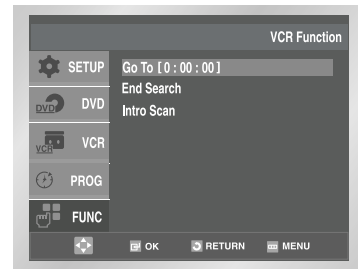 VCR Function
SETUP
Go To [ 0 : 00 : 00 ]
End Search
DVD DVD
Intro Scan
VCR VCR
PROG
FUNC
OK RETURN MENU